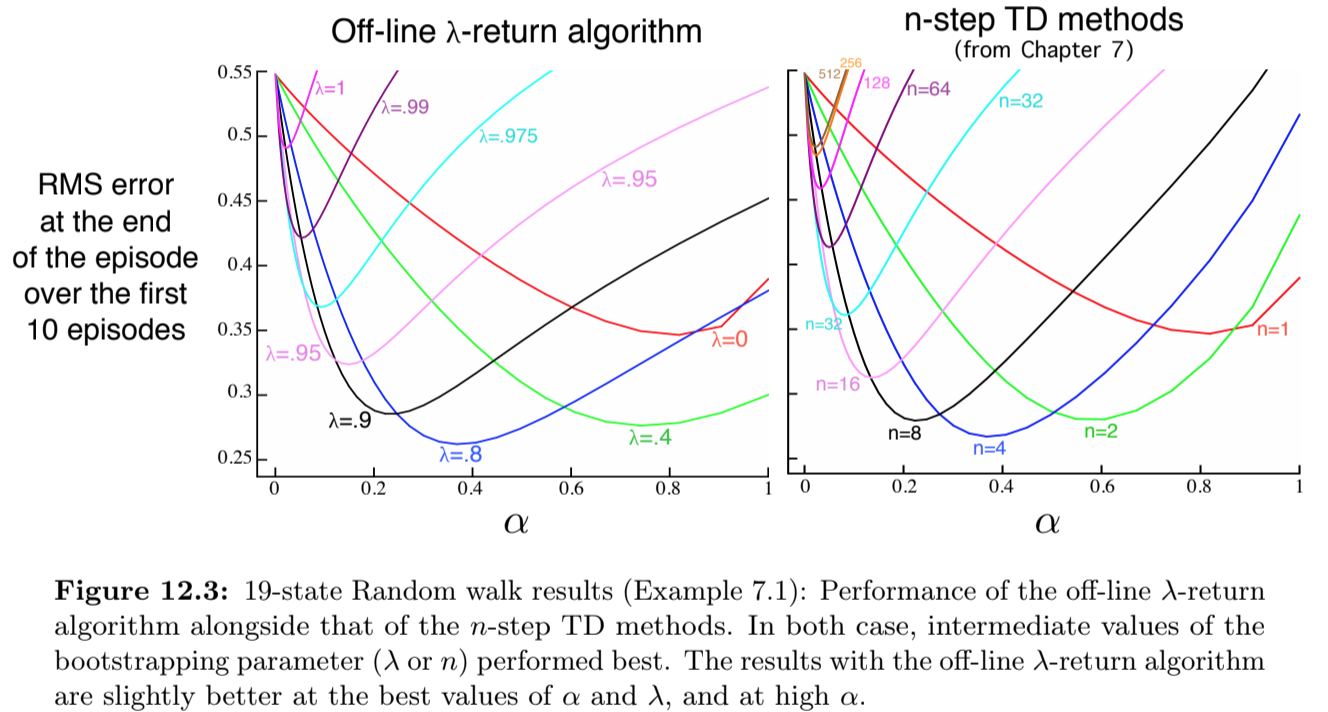 Off-line λ-return algorithm
n-step TD methods
(from Chapter 7)
RMS error
at the end
of the episode
over the first
10 episodes
0.55
0.5
0.45
0.4
0.35
0.3
0.25
λ=1
λ=.99
λ=.975
λ=.95
λ=.95
λ=0
λ=.9
λ=.4
λ=.8
0 0.2 0.4 0.6 0.8 1
α
256
512
128
n=64
n=32
n=32
n=1
n=16
n=8
n=2
n=4
0 0.2 0.4 0.6 0.8 1
α
Figure 12.3: 19-state Random walk results (Example 7.1): Performance of the off-line λ-return
algorithm alongside that of the n-step TD methods. In both case, intermediate values of the
bootstrapping parameter (λ or n) performed best. The results with the off-line λ-return algorithm
are slightly better at the best values of α and λ, and at high α.